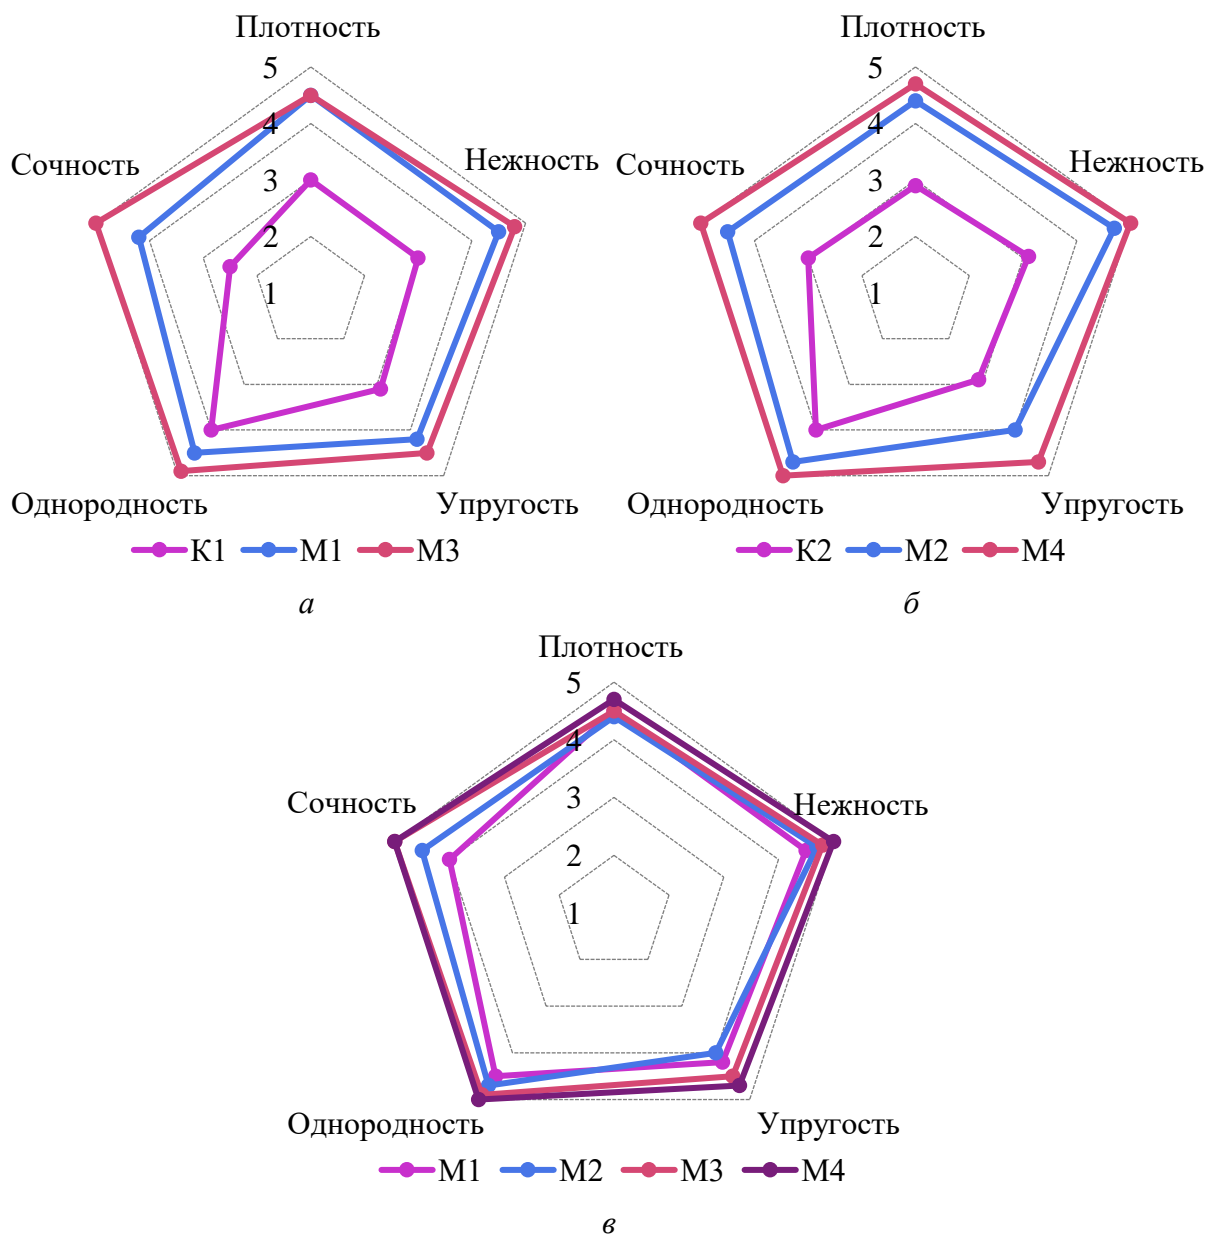 Плотность Плотность
5 5
4 4
Сочность Нежность Сочность Нежность
3 3
2 2
1 1
Однородность Упругость Однородность Упругость
К1 М1 М3 К2 М2 М4
а б
Плотность
5
4
Сочность Нежность
3
2
1
Однородность Упругость
М1 М2 М3 М4
в